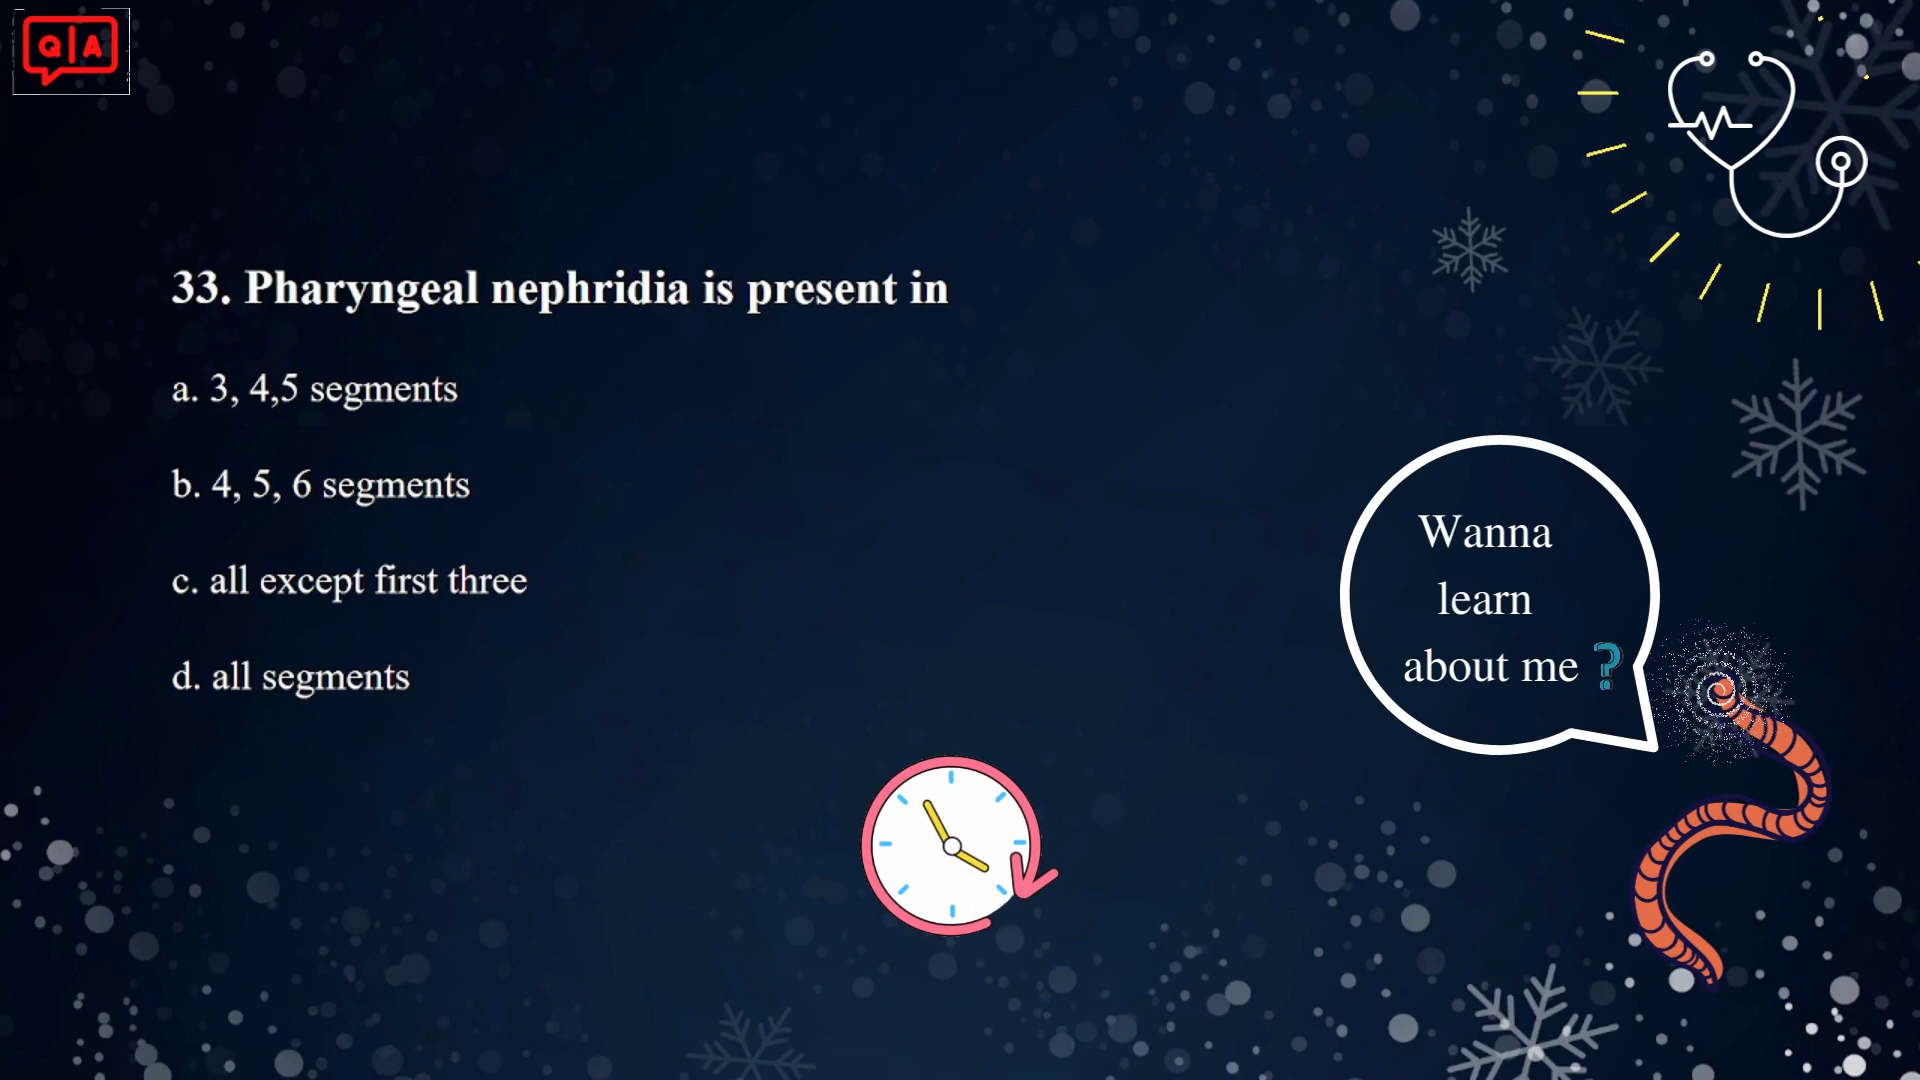 Q|A
33. Pharyngeal nephridia is present in
a. 3, 4,5 segments
b. 4, 5, 6 segments
c. all except first three
d. all segments
Wanna
learn
about me ?